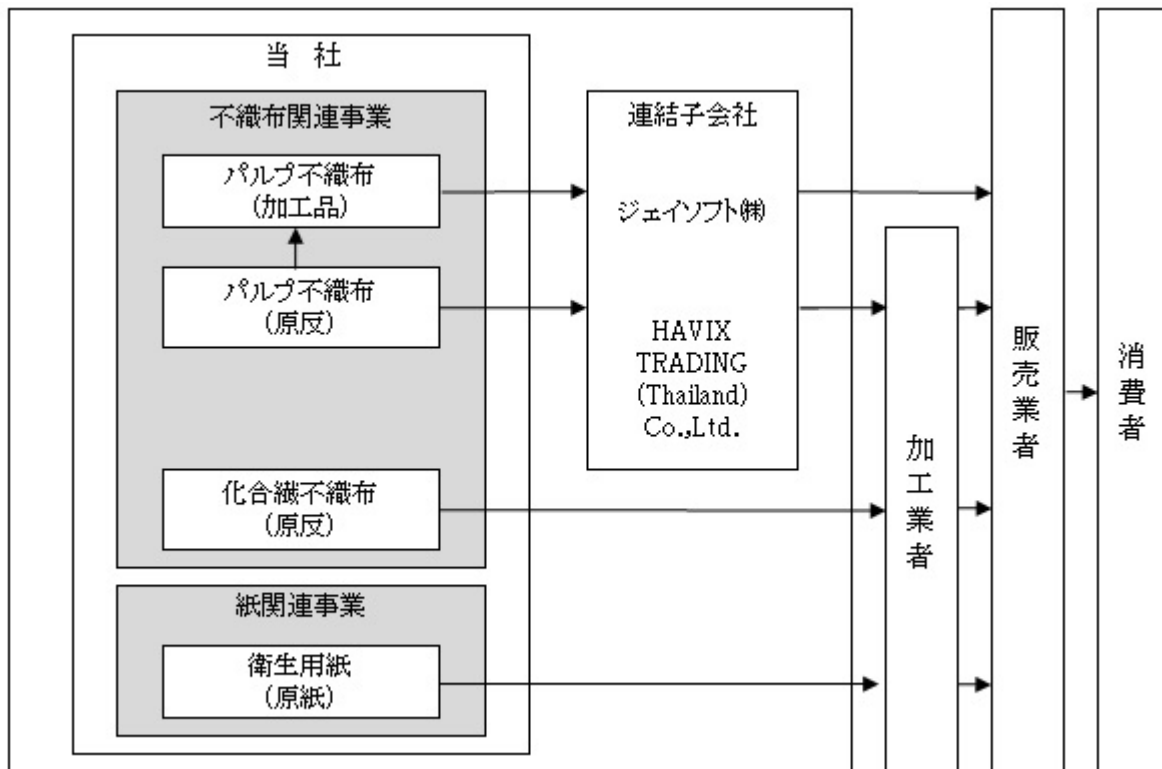 当 社
不織布関連事業
パルプ不織布
(加工品)
パルプ不織布
(原反)
化合繊不織布
(原反)
紙関連事業
衛生用紙
(原紙)
連結子会社
ジェイソフト㈱
HAVIX
TRADING
(Thailand)
Co.,Ltd.
加工業者
販売業者
消費者